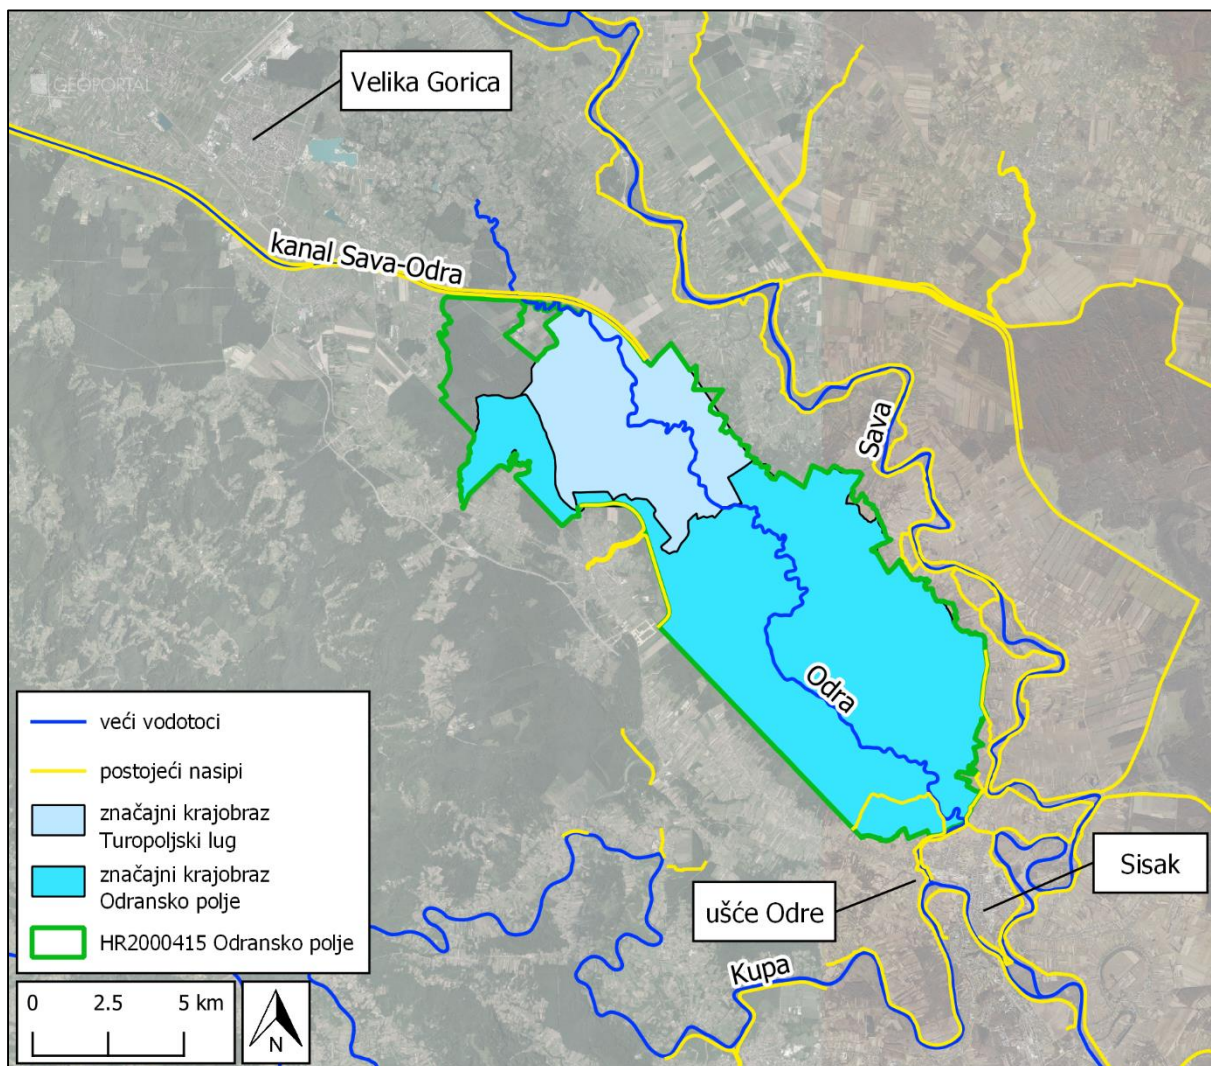 GEOPORTAL
Velika Gorica
kanal Sava-Odra
Sava
Odra
Sisak
ušće Odre
Kupa
veći vodotoci
postojeći nasipi
značajni krajobraz
Turopoljski lug
značajni krajobraz
Odransko polje
HR2000415 Odransko polje
0 2.5 5 km
N